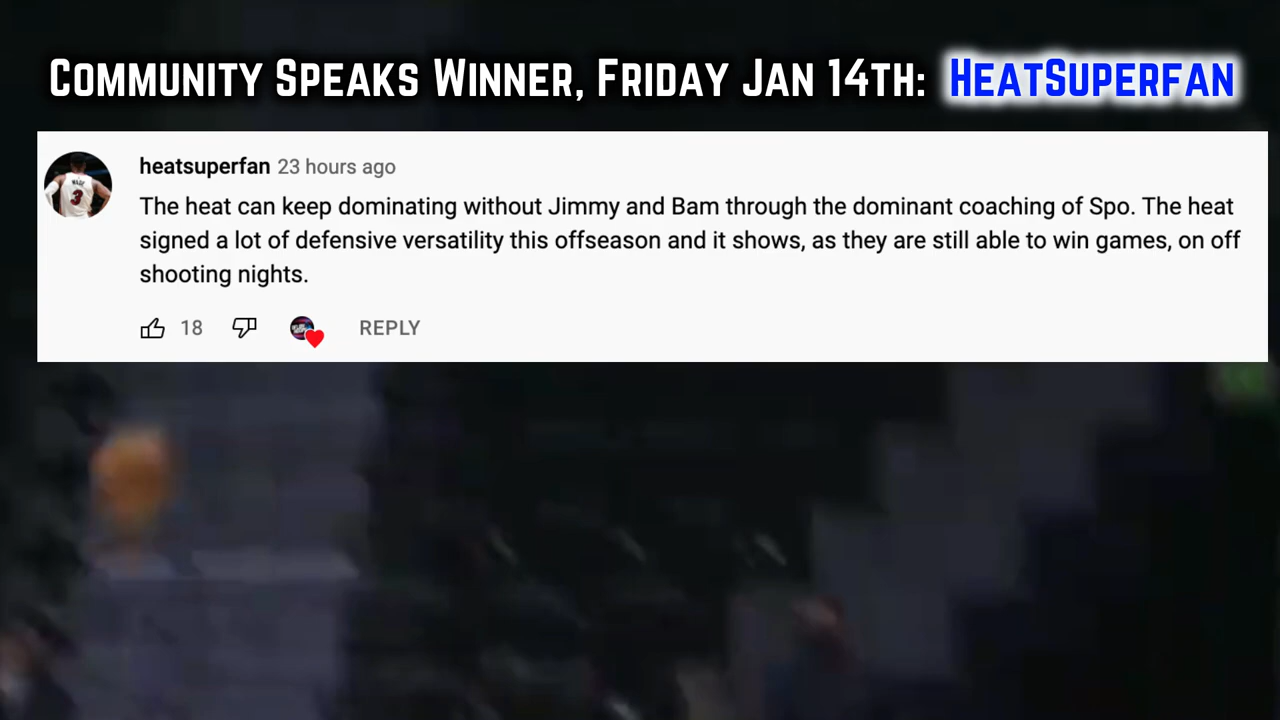 Community Speaks Winner, Friday Jan 14th: HeatSuperfan
heatsuperfan 23 hours ago
The heat can keep dominating without Jimmy and Bam through the dominant coaching of Spo. The heat
signed a lot of defensive versatility this offseason and it shows, as they are still able to win games, on off
shooting nights.
WADE
3
18 REPLY